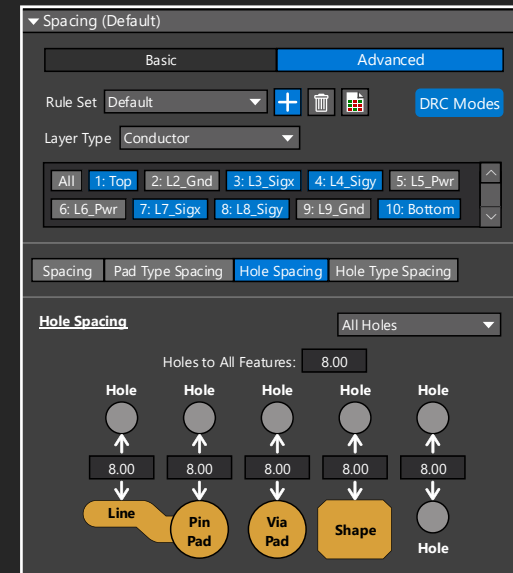 Spacing (Default)
Basic Advanced
Rule Set Default DRC Modes
Layer Type Conductor
All 1: Top 2: L2_Gnd 3: L3_Sigx 4: L4_Sigy 5: L5_Pwr
6: L6_Pwr 7: L7_Sigx 8: L8_Sigy 9: L9_Gnd 10: Bottom
Spacing Pad Type Spacing Hole Spacing Hole Type Spacing
Hole Spacing All Holes
Holes to All Features: 8.00
Hole Hole Hole Hole Hole
8.00 8.00 8.00 8.00 8.00
Line Pin Pad Via Pad Shape Hole